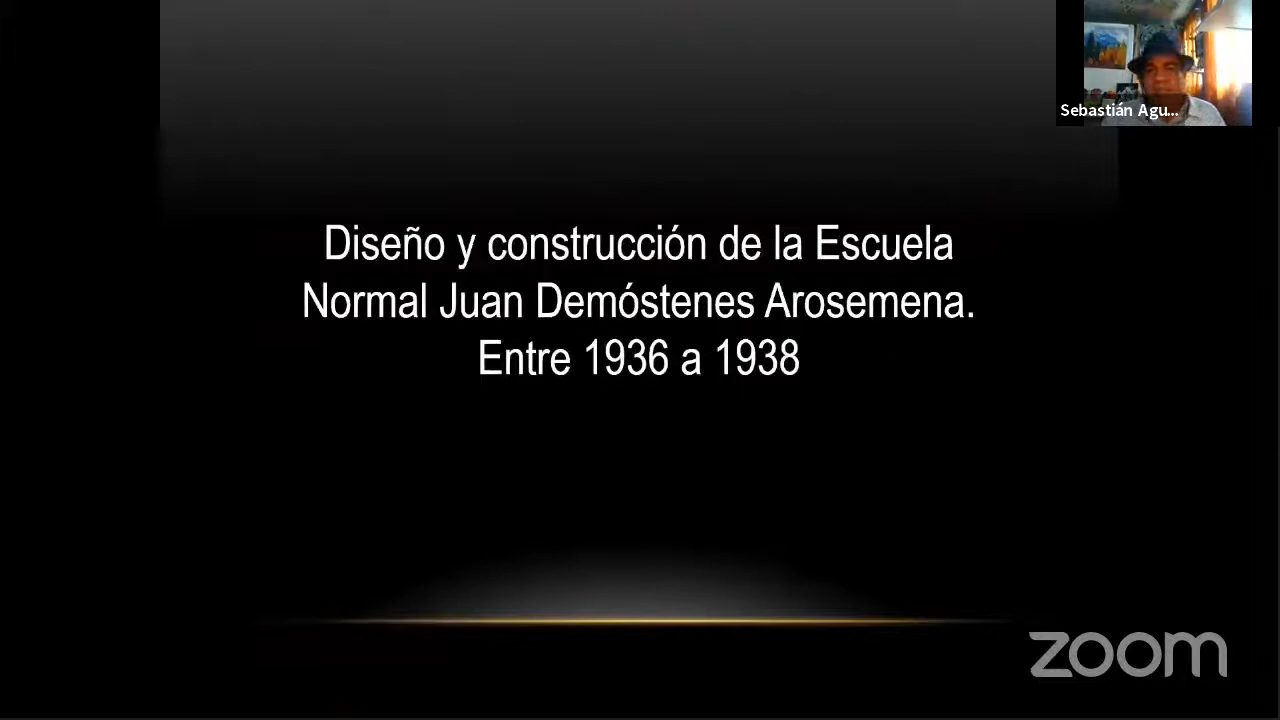 Sebastián Agu...
Diseño y construcción de la Escuela
Normal Juan Demóstenes Arosemena.
Entre 1936 a 1938
zoom